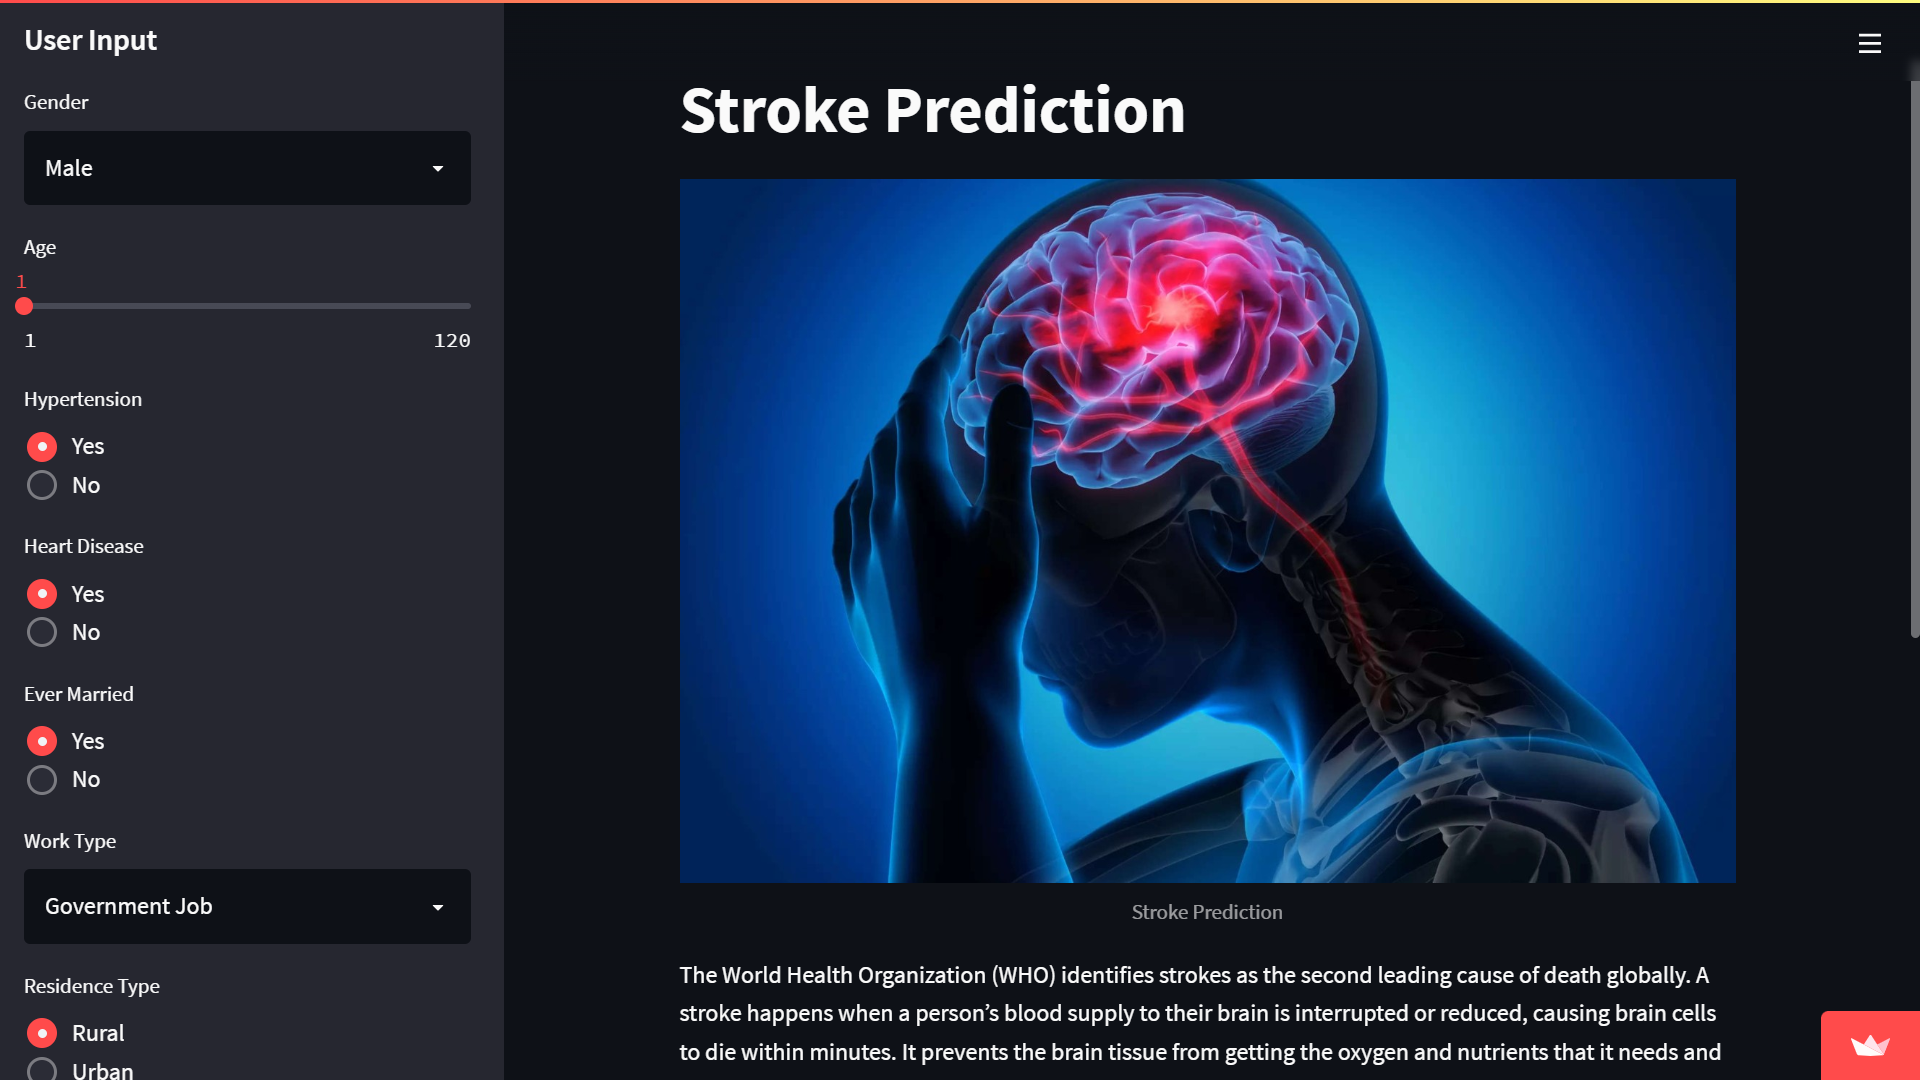 User Input
Gender
Male
Age
1
1 120
Hypertension
Yes
No
Heart Disease
Yes
No
Ever Married
Yes
No
Work Type
Government Job
Residence Type
Rural
Urban
Stroke Prediction
Stroke Prediction
The World Health Organization (WHO) identifies strokes as the second leading cause of death globally. A
stroke happens when a person’s blood supply to their brain is interrupted or reduced, causing brain cells
to die within minutes. It prevents the brain tissue from getting the oxygen and nutrients that it needs and